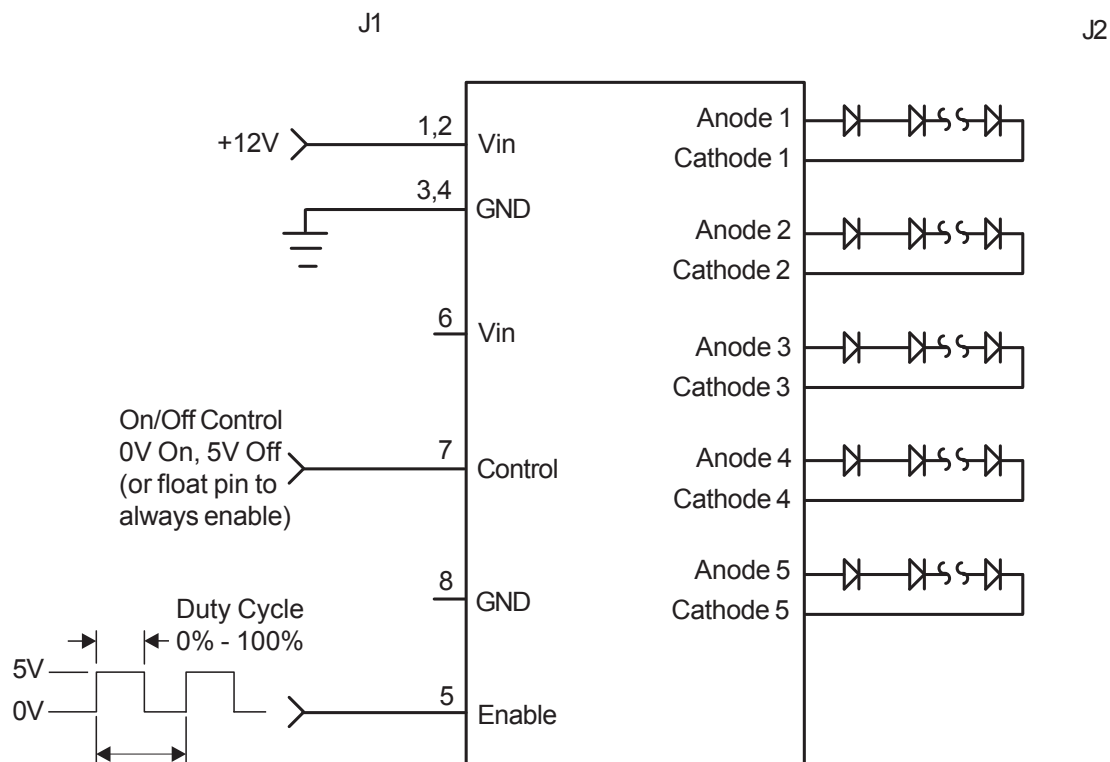 J1
J2
+12V
1,2
Vin
3,4
GND
6
Vin
On/Off Control
0V On, 5V Off
(or float pin to
always enable)
7
Control
8
GND
Duty Cycle
0% - 100%
5V
0V
5
Enable
Anode 1
Cathode 1
Anode 2
Cathode 2
Anode 3
Cathode 3
Anode 4
Cathode 4
Anode 5
Cathode 5